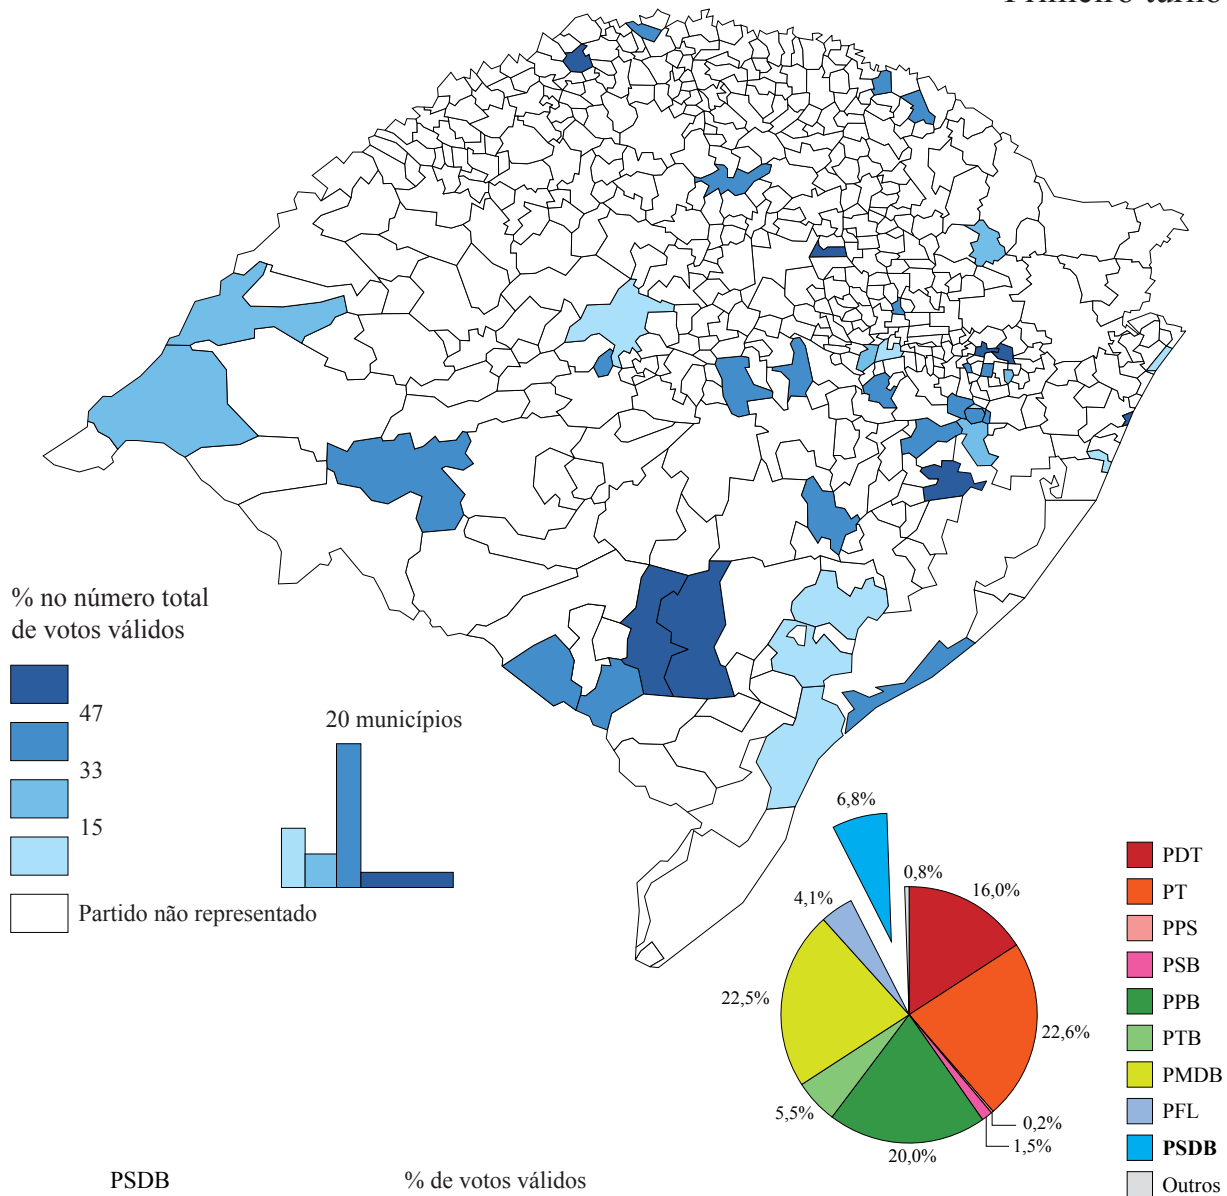 Primeiro turno
% no número total
de votos válidos
47
33
15
Partido não representado
20 municípios
6,8%
0,8%
4,1%
16,0%
22,5%
22,6%
5,5%
0,2%
1,5%
20,0%
PDT
PT
PPS
PSB
PPB
PTB
PMDB
PFL
PSDB
Outros
PSDB
% de votos válidos